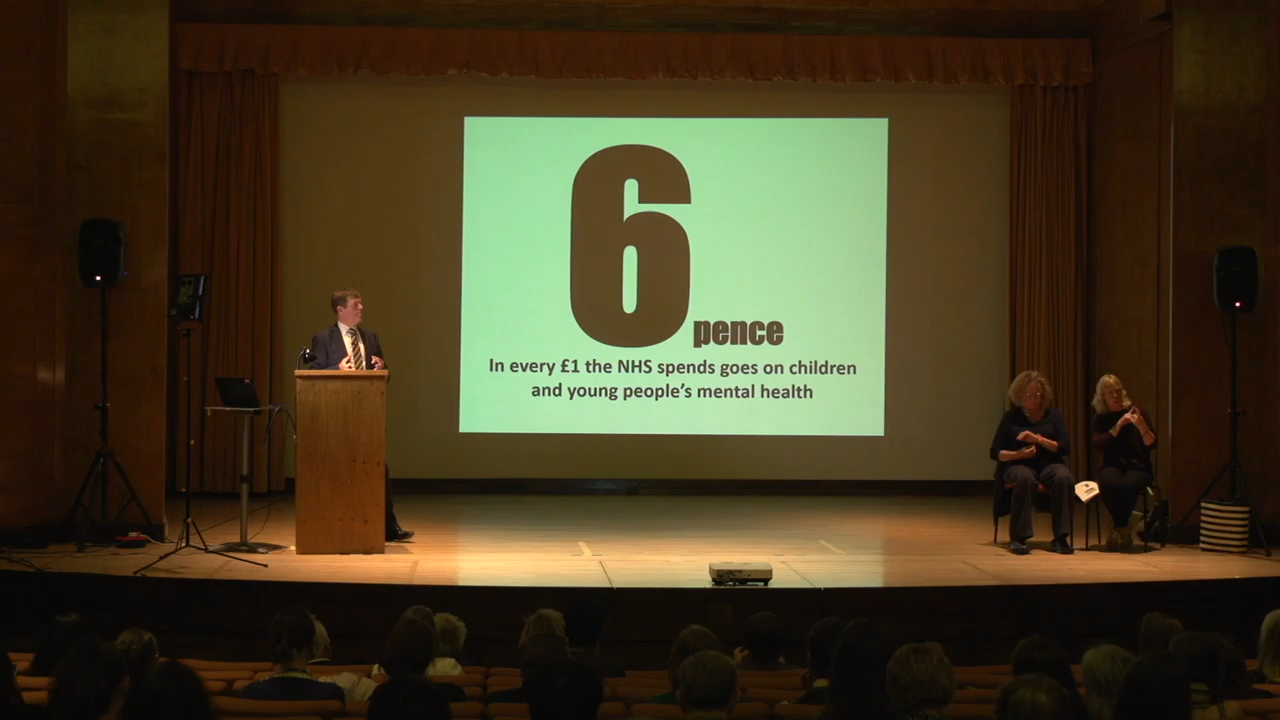 6
pence
In every £1 the NHS spends goes on children
and young people's mental health